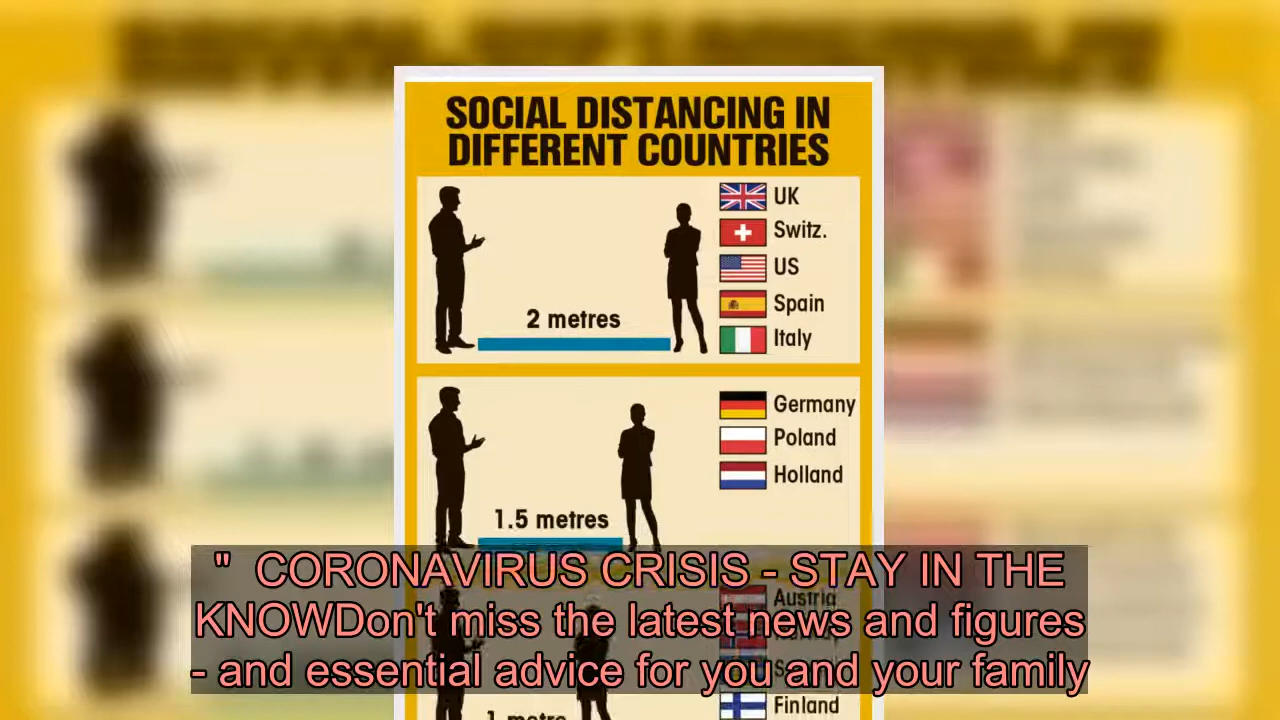 SOCIAL DISTANCING IN
DIFFERENT COUNTRIES
UK
Switz.
US
Spain
Italy
2 metres
Germany
Poland
Holland
1.5 metres
" CORONAVIRUS CRISIS - STAY IN THE
KNOWDon't miss the latest news and figures
- and essential advice for you and your family
Austria
Finland
1 metre